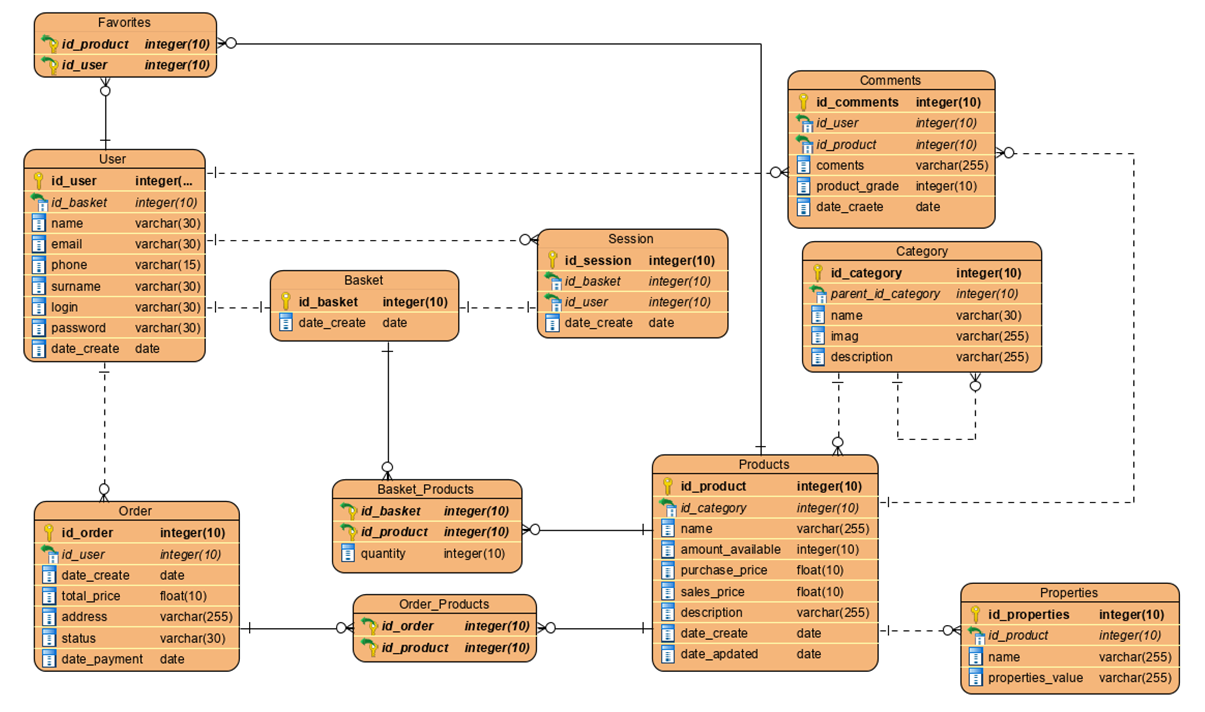 Favorites
id_product integer(10)
id_user integer(10)
User
id_user integer(...
id_basket integer(10)
name varchar(30)
email varchar(30)
phone varchar(15)
surname varchar(30)
login varchar(30)
password varchar(30)
date_create date
Basket
id_basket integer(10)
date_create date
Session
id_session integer(10)
id_basket integer(10)
id_user integer(10)
date_create date
Comments
id_comments integer(10)
id_user integer(10)
id_product integer(10)
coments varchar(255)
product_grade integer(10)
date_craete date
Category
id_category integer(10)
parent_id_category integer(10)
name varchar(30)
imag varchar(255)
description varchar(255)
Order
id_order integer(10)
id_user integer(10)
date_create date
total_price float(10)
address varchar(255)
status varchar(30)
date_payment date
Basket_Products
id_basket integer(10)
id_product integer(10)
quantity integer(10)
Order_Products
id_order integer(10)
id_product integer(10)
Products
id_product integer(10)
id_category integer(10)
name varchar(255)
amount_available integer(10)
purchase_price float(10)
sales_price float(10)
description varchar(255)
date_create date
date_apdated date
Properties
id_properties integer(10)
id_product integer(10)
name varchar(255)
properties_value varchar(255)